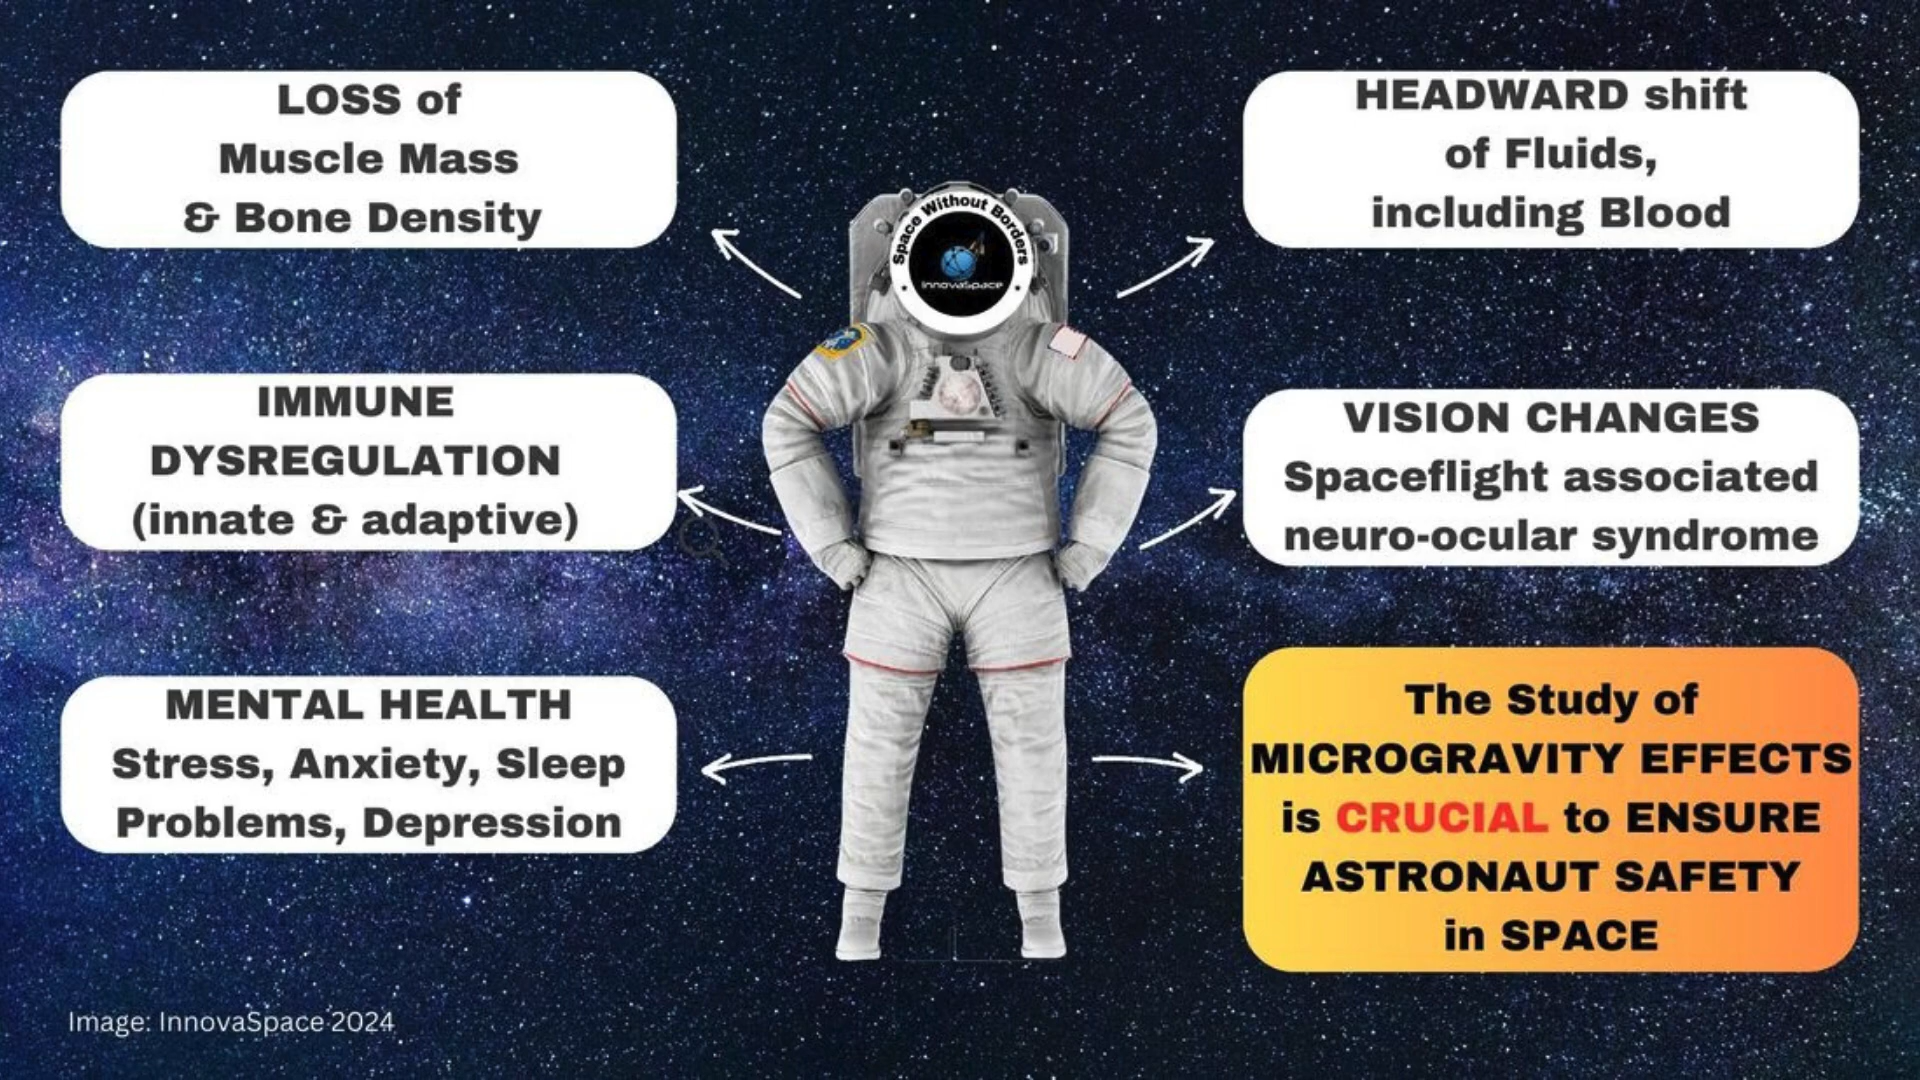 LOSS of
Muscle Mass
& Bone Density
IMMUNE
DYSREGULATION
(innate & adaptive)
MENTAL HEALTH
Stress, Anxiety, Sleep
Problems, Depression
Space Without Borders
InnovaSpace
HEADWARD shift
of Fluids,
including Blood
VISION CHANGES
Spaceflight associated
neuro-ocular syndrome
The Study of
MICROGRAVITY EFFECTS
is CRUCIAL to ENSURE
ASTRONAUT SAFETY
in SPACE
Image: InnovaSpace 2024